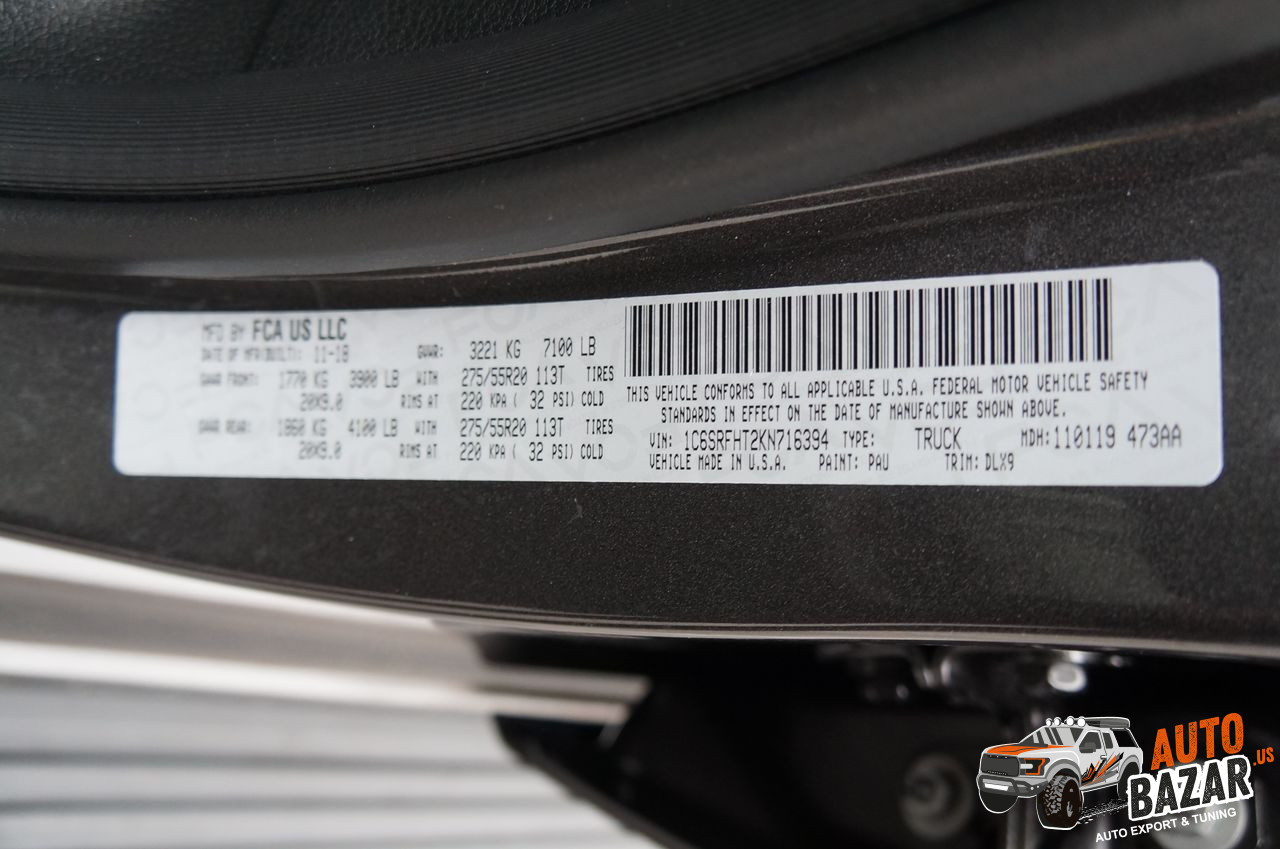 MFD BY FCA US LLC
DATE OF MFR(BUILT): 11-18 GVWR: 3221 KG 7100 LB
GAWR FRONT: 1770 KG 3900 LB WITH 275/55R20 113T TIRES
20X9.0 RIMS AT 220 KPA ( 32 PSI) COLD
GAWR REAR: 1860 KG 4100 LB WITH 275/55R20 113T TIRES
20X9.0 RIMS AT 220 KPA ( 32 PSI) COLD
THIS VEHICLE CONFORMS TO ALL APPLICABLE U.S.A. FEDERAL MOTOR VEHICLE SAFETY
STANDARDS IN EFFECT ON THE DATE OF MANUFACTURE SHOWN ABOVE.
VIN: 1C6SRFHT2KN716394 TYPE: TRUCK MDH:110119 473AA
VEHICLE MADE IN U.S.A. PAINT: PAU TRIM: DLX9
AUTO
BAZAR.US
AUTO EXPORT & TUNING